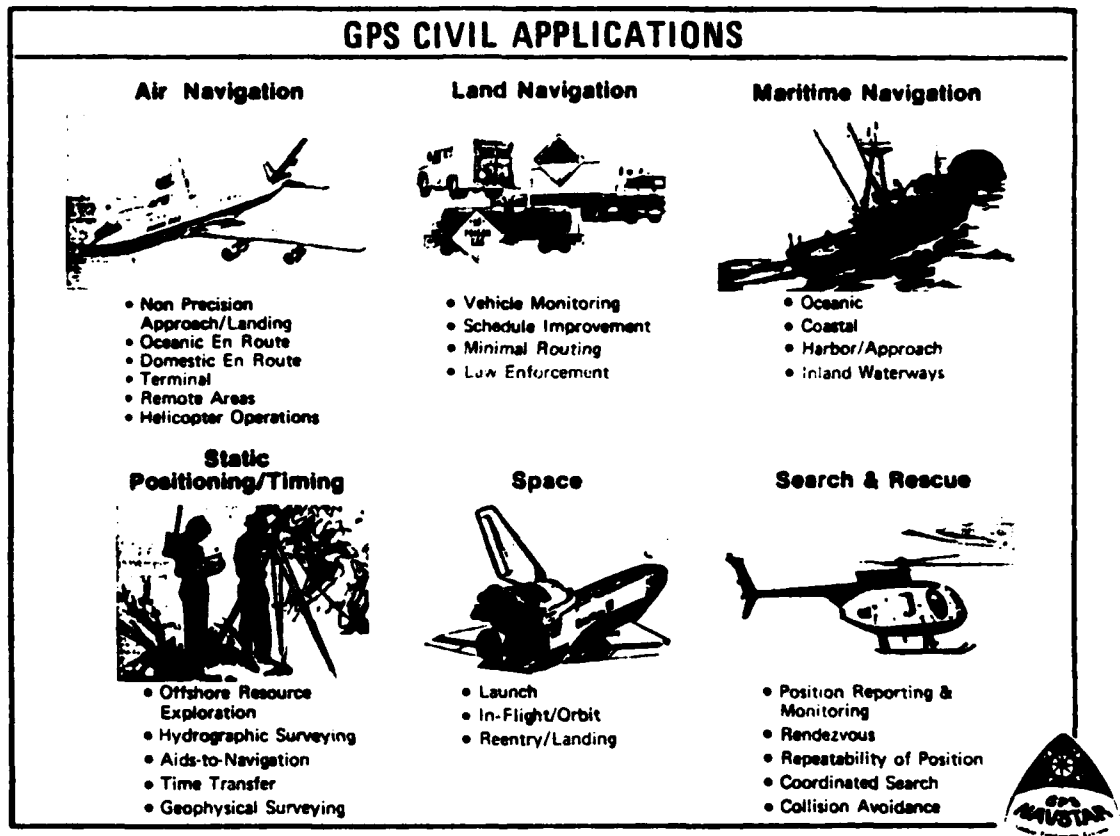 GPS CIVIL APPLICATIONS
Air Navigation
• Non Precision
Approach/Landing
• Oceanic En Route
• Domestic En Route
• Terminal
• Remote Areas
• Helicopter Operations
Land Navigation
• Vehicle Monitoring
• Schedule Improvement
• Minimal Routing
• Law Enforcement
Maritime Navigation
• Oceanic
• Coastal
• Harbor/Approach
• Inland Waterways
Static
Positioning/Timing
• Offshore Resource
Exploration
• Hydrographic Surveying
• Aids-to-Navigation
• Time Transfer
• Geophysical Surveying
Space
• Launch
• In-Flight/Orbit
• Reentry/Landing
Search & Rescue
• Position Reporting &
Monitoring
• Rendezvous
• Repeatability of Position
• Coordinated Search
• Collision Avoidance
GPS
NAVSTAR